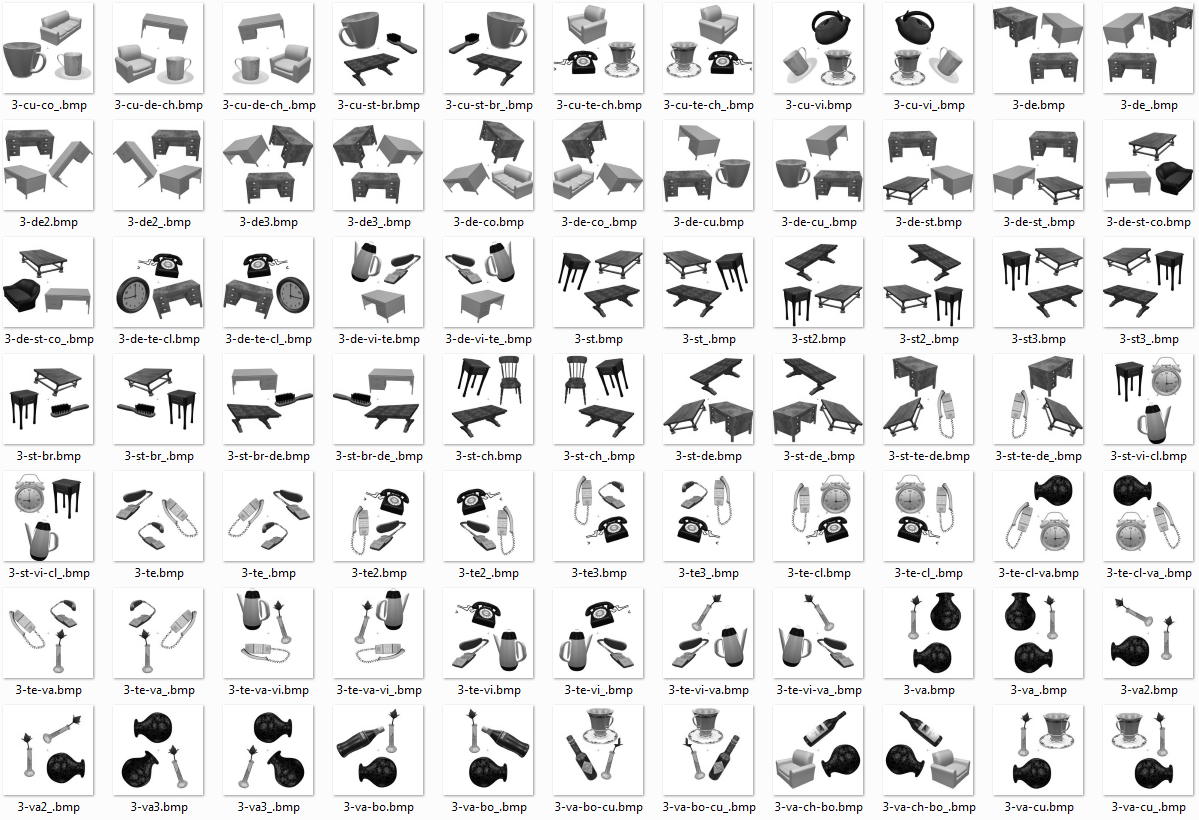 3-cu-co_.bmp 3-cu-de-ch.bmp 3-cu-de-ch_.bmp 3-cu-st-br.bmp 3-cu-st-br_.bmp 3-cu-te-ch.bmp 3-cu-te-ch_.bmp 3-cu-vi.bmp 3-cu-vi_.bmp 3-de.bmp 3-de_.bmp
3-de2.bmp 3-de2_.bmp 3-de3.bmp 3-de3_.bmp 3-de-co.bmp 3-de-co_.bmp 3-de-cu.bmp 3-de-cu_.bmp 3-de-st.bmp 3-de-st_.bmp 3-de-st-co.bmp
3-de-st-co_.bmp 3-de-te-cl.bmp 3-de-te-cl_.bmp 3-de-vi-te.bmp 3-de-vi-te_.bmp 3-st.bmp 3-st_.bmp 3-st2.bmp 3-st2_.bmp 3-st3.bmp 3-st3_.bmp
3-st-br.bmp 3-st-br_.bmp 3-st-br-de.bmp 3-st-br-de_.bmp 3-st-ch.bmp 3-st-ch_.bmp 3-st-de.bmp 3-st-de_.bmp 3-st-te-de.bmp 3-st-te-de_.bmp 3-st-vi-cl.bmp
3-st-vi-cl_.bmp 3-te.bmp 3-te_.bmp 3-te2.bmp 3-te2_.bmp 3-te3.bmp 3-te3_.bmp 3-te-cl.bmp 3-te-cl_.bmp 3-te-cl-va.bmp 3-te-cl-va_.bmp
3-te-va.bmp 3-te-va_.bmp 3-te-va-vi.bmp 3-te-va-vi_.bmp 3-te-vi.bmp 3-te-vi_.bmp 3-te-vi-va.bmp 3-te-vi-va_.bmp 3-va.bmp 3-va_.bmp 3-va2.bmp
3-va2_.bmp 3-va3.bmp 3-va3_.bmp 3-va-bo.bmp 3-va-bo_.bmp 3-va-bo-cu.bmp 3-va-bo-cu_.bmp 3-va-ch-bo.bmp 3-va-ch-bo_.bmp 3-va-cu.bmp 3-va-cu_.bmp